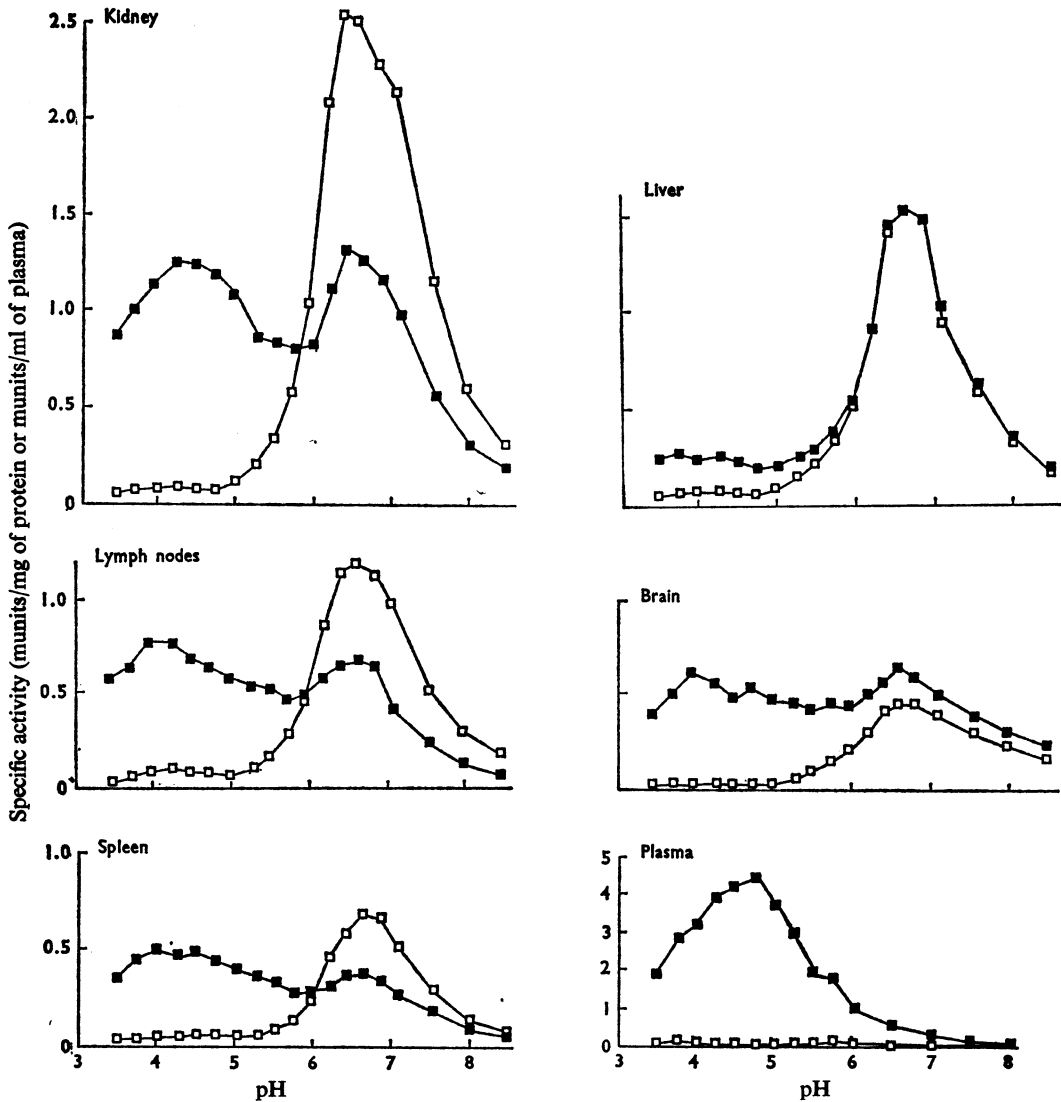 Kidney
2.5
2.0
1.5
1.0
0.5
0
Liver
Specific activity (munits/mg of protein or munits/ml of plasma)
Lymph nodes
1.0
0.5
0
Brain
Spleen
1.0
0.5
0
3 4 5 6 7 8
pH
Plasma
5
4
3
2
1
0
3 4 5 6 7 8
pH